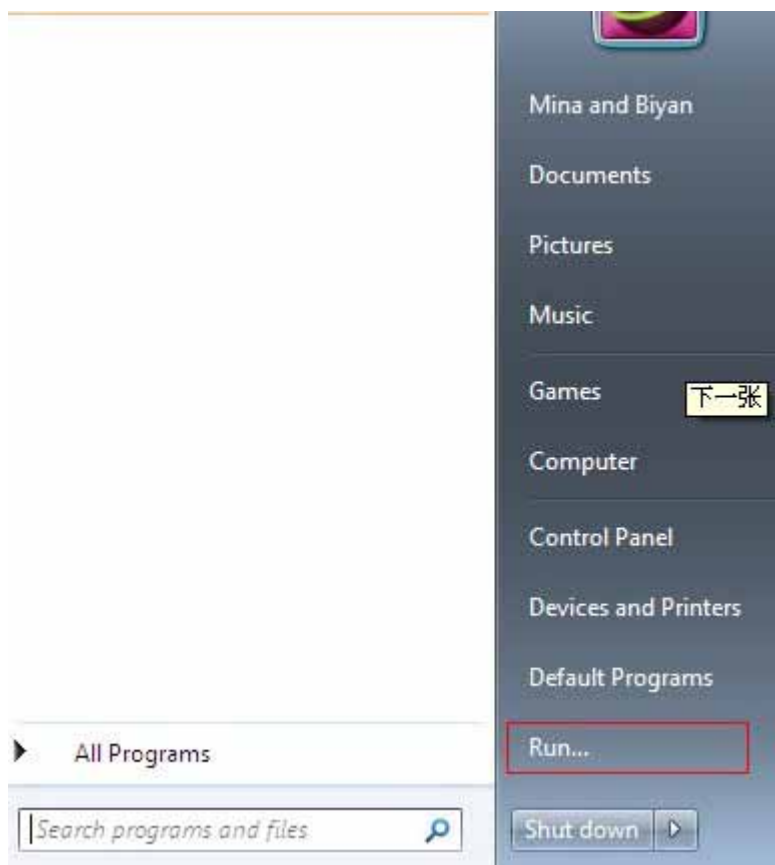 Mina and Biyan
Documents
Pictures
Music
Games
下一张
Computer
Control Panel
Devices and Printers
Default Programs
Run...
All Programs
Search programs and files
Shut down